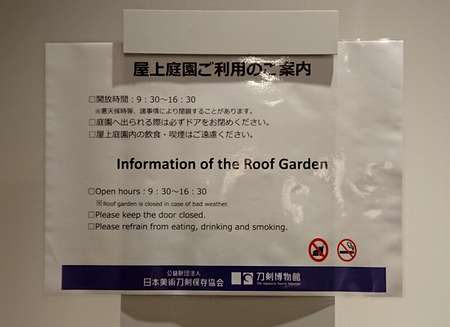 屋上庭園ご利用のご案内
□開放時間：9：30～16：30
※悪天候時等、諸事情により閉鎖することがあります。
□庭園へ出られる際は必ずドアをお閉めください。
□屋上庭園内の飲食・喫煙はご遠慮ください。
Information of the Roof Garden
□Open hours：9：30～16：30
※Roof garden is closed in case of bad weather.
□Please keep the door closed.
□Please refrain from eating, drinking and smoking.
公益財団法人
日本美術刀剣保存協会
刀剣博物館
The Japanese Sword Museum